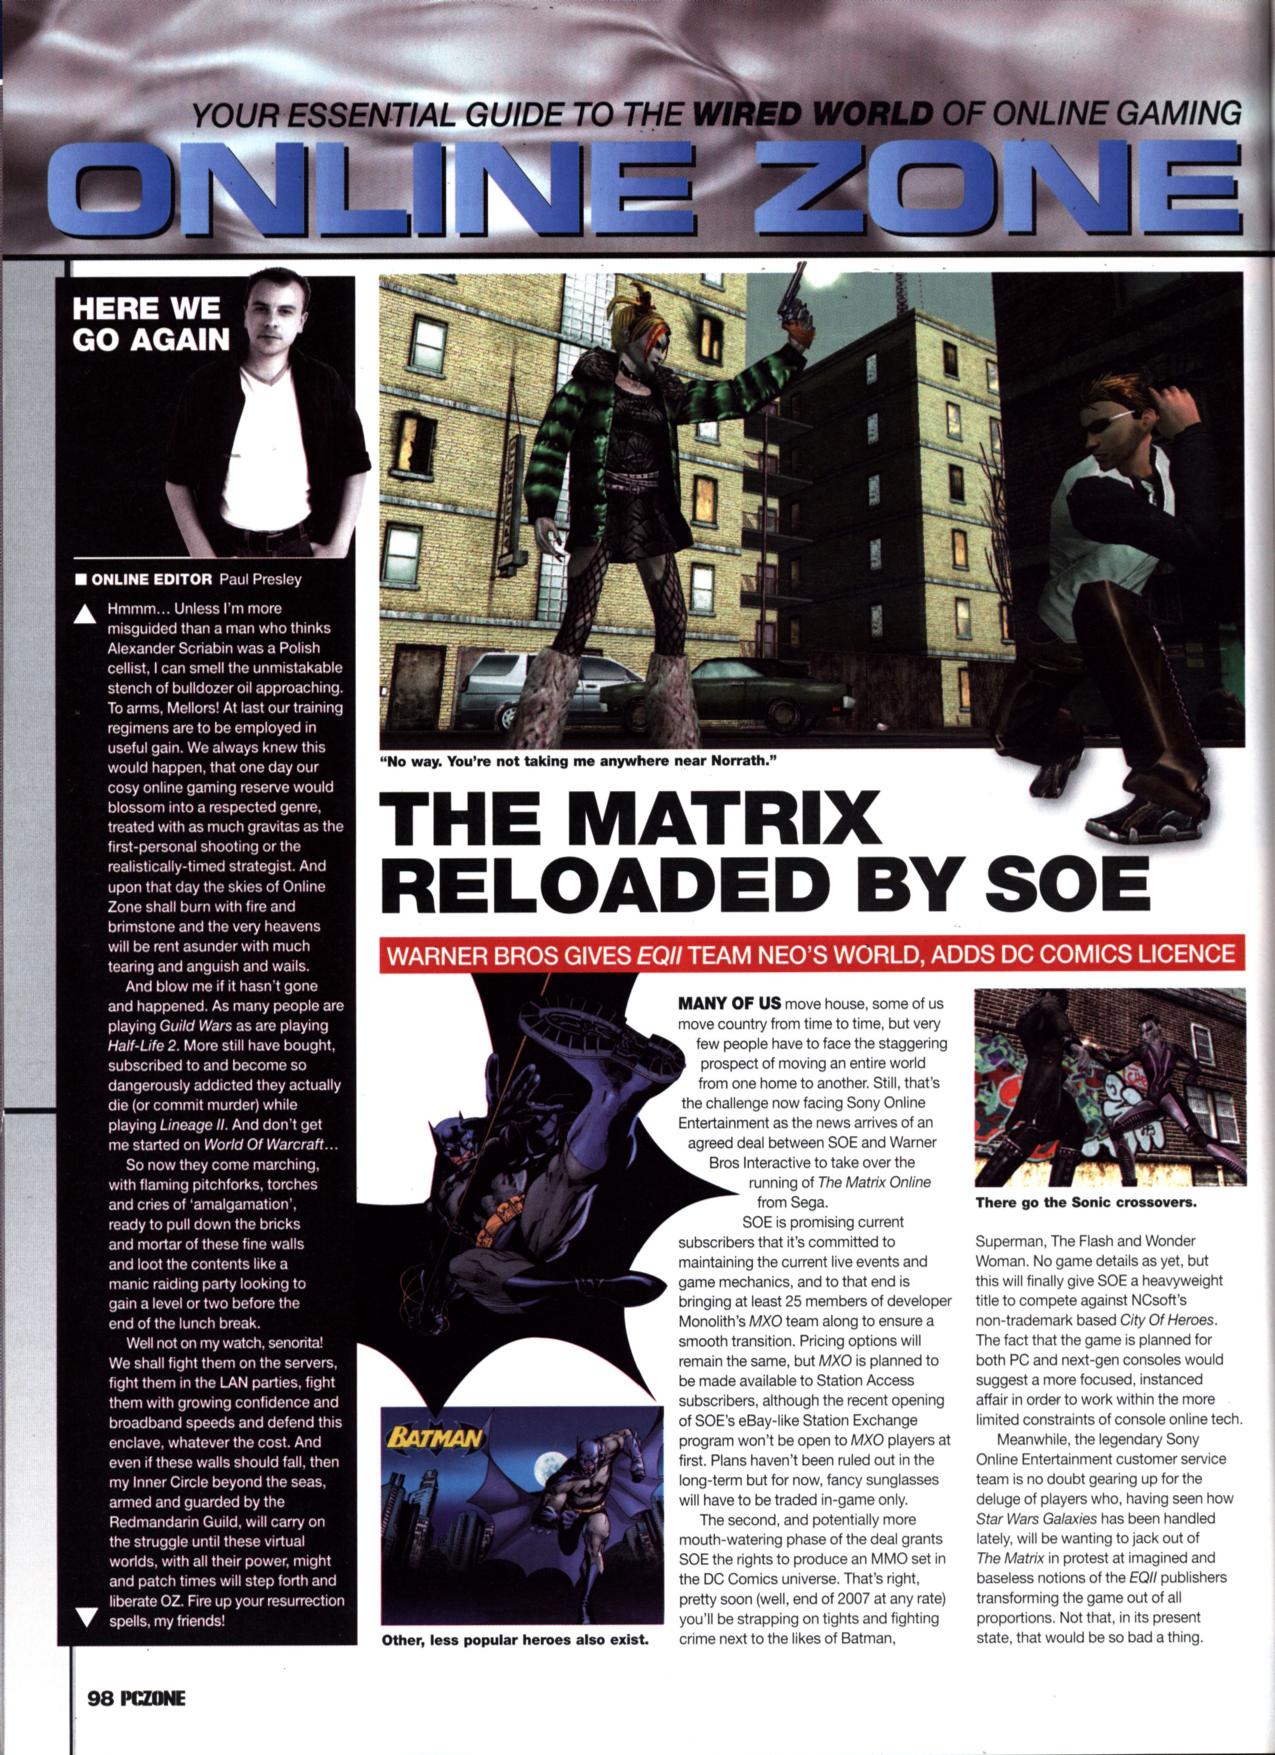 YOUR ESSENTIAL GUIDE TO THE WIRED WORLD OF ONLINE GAMING
ONLINE ZONE
HERE WE
GO AGAIN
■ ONLINE EDITOR Paul Presley
Hmmm... Unless I'm more
misguided than a man who thinks
Alexander Scriabin was a Polish
cellist, I can smell the unmistakable
stench of bulldozer oil approaching.
To arms, Mellors! At last our training
regimens are to be employed in
useful gain. We always knew this
would happen, that one day our
cosy online gaming reserve would
blossom into a respected genre,
treated with as much gravitas as the
first-personal shooting or the
realistically-timed strategist. And
upon that day the skies of Online
Zone shall burn with fire and
brimstone and the very heavens
will be rent asunder with much
tearing and anguish and wails.
And blow me if it hasn't gone
and happened. As many people are
playing Guild Wars as are playing
Half-Life 2. More still have bought,
subscribed to and become so
dangerously addicted they actually
die (or commit murder) while
playing Lineage II. And don't get
me started on World Of Warcraft...
So now they come marching,
with flaming pitchforks, torches
and cries of 'amalgamation',
ready to pull down the bricks
and mortar of these fine walls
and loot the contents like a
manic raiding party looking to
gain a level or two before the
end of the lunch break.
Well not on my watch, senorita!
We shall fight them on the servers,
fight them in the LAN parties, fight
them with growing confidence and
broadband speeds and defend this
enclave, whatever the cost. And
even if these walls should fall, then
my Inner Circle beyond the seas,
armed and guarded by the
Redmandarin Guild, will carry on
the struggle until these virtual
worlds, with all their power, might
and patch times will step forth and
liberate OZ. Fire up your resurrection
spells, my friends!
"No way. You're not taking me anywhere near Norrath."
THE MATRIX
RELOADED BY SOE
WARNER BROS GIVES EQII TEAM NEO'S WORLD, ADDS DC COMICS LICENCE
BATMAN
Other, less popular heroes also exist.
MANY OF US move house, some of us
move country from time to time, but very
few people have to face the staggering
prospect of moving an entire world
from one home to another. Still, that's
the challenge now facing Sony Online
Entertainment as the news arrives of an
agreed deal between SOE and Warner
Bros Interactive to take over the
running of The Matrix Online
from Sega.
SOE is promising current
subscribers that it's committed to
maintaining the current live events and
game mechanics, and to that end is
bringing at least 25 members of developer
Monolith's MXO team along to ensure a
smooth transition. Pricing options will
remain the same, but MXO is planned to
be made available to Station Access
subscribers, although the recent opening
of SOE's eBay-like Station Exchange
program won't be open to MXO players at
first. Plans haven't been ruled out in the
long-term but for now, fancy sunglasses
will have to be traded in-game only.
The second, and potentially more
mouth-watering phase of the deal grants
SOE the rights to produce an MMO set in
the DC Comics universe. That's right,
pretty soon (well, end of 2007 at any rate)
you'll be strapping on tights and fighting
crime next to the likes of Batman,
There go the Sonic crossovers.
Superman, The Flash and Wonder
Woman. No game details as yet, but
this will finally give SOE a heavyweight
title to compete against NCsoft's
non-trademark based City Of Heroes.
The fact that the game is planned for
both PC and next-gen consoles would
suggest a more focused, instanced
affair in order to work within the more
limited constraints of console online tech.
Meanwhile, the legendary Sony
Online Entertainment customer service
team is no doubt gearing up for the
deluge of players who, having seen how
Star Wars Galaxies has been handled
lately, will be wanting to jack out of
The Matrix in protest at imagined and
baseless notions of the EQII publishers
transforming the game out of all
proportions. Not that, in its present
state, that would be so bad a thing.
98 PCZONE